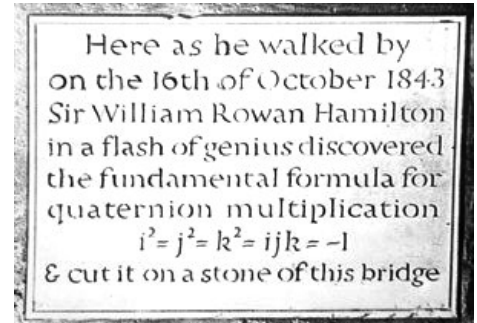 Here as he walked by
on the 16th of October 1843
Sir William Rowan Hamilton
in a flash of genius discovered
the fundamental formula for
quaternion multiplication
i² = j² = k² = ijk = −1
& cut it on a stone of this bridge